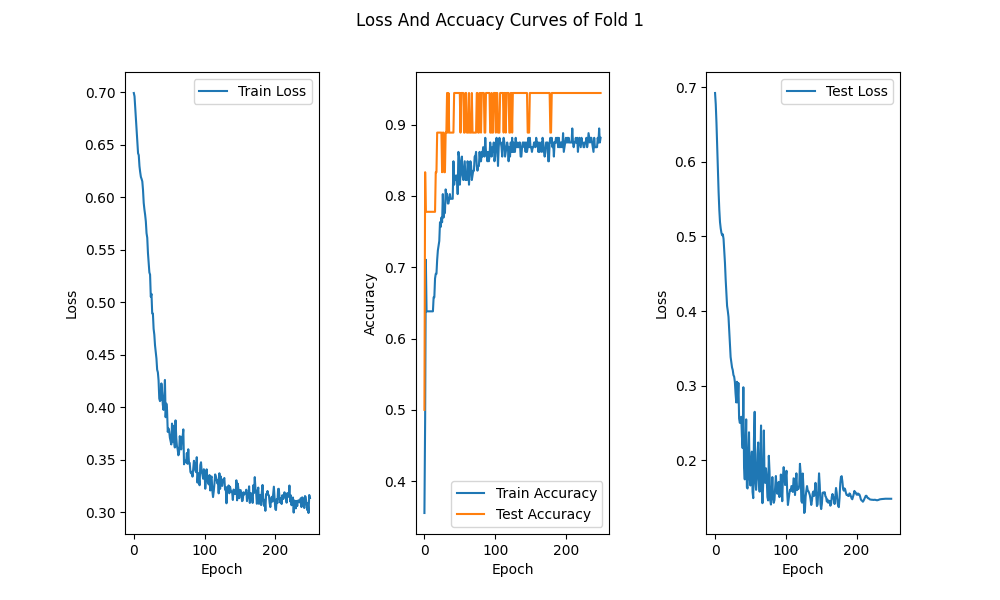 Loss And Accuacy Curves of Fold 1
0.70
0.65
0.60
0.55
0.50
0.45
0.40
0.35
0.30
Loss
Train Loss
0 100 200
Epoch
0.9
0.8
0.7
0.6
0.5
0.4
Accuracy
Train Accuracy
Test Accuracy
0 100 200
Epoch
0.7
0.6
0.5
0.4
0.3
0.2
Loss
Test Loss
0 100 200
Epoch